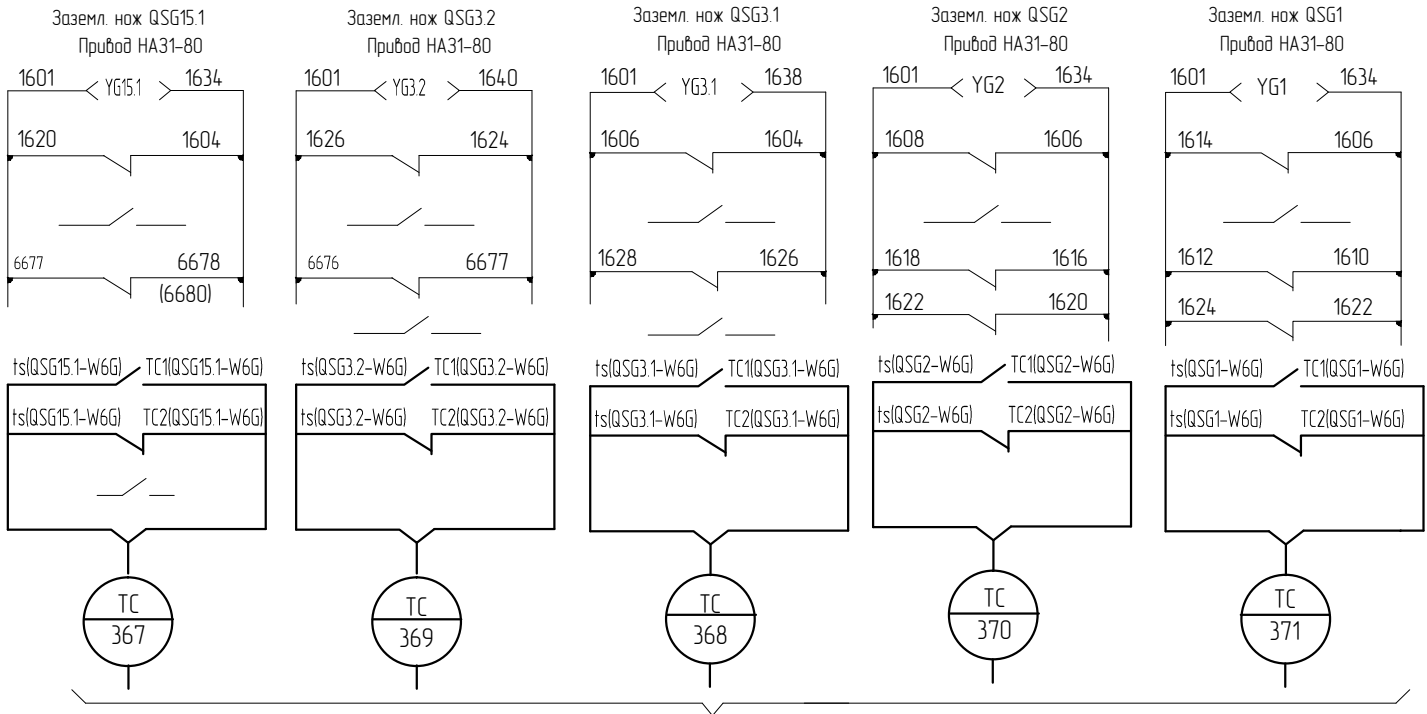 Заземл. нож QSG15.1
Привод НАЗ1-80
1601 YG15.1 1634
1620 1604
6677 6678
(6680)
ts(QSG15.1-W6G) TC1(QSG15.1-W6G)
ts(QSG15.1-W6G) TC2(QSG15.1-W6G)
TC
367
Заземл. нож QSG3.2
Привод НАЗ1-80
1601 YG3.2 1640
1626 1624
6676 6677
ts(QSG3.2-W6G) TC1(QSG3.2-W6G)
ts(QSG3.2-W6G) TC2(QSG3.2-W6G)
TC
369
Заземл. нож QSG3.1
Привод НАЗ1-80
1601 YG3.1 1638
1606 1604
1628 1626
ts(QSG3.1-W6G) TC1(QSG3.1-W6G)
ts(QSG3.1-W6G) TC2(QSG3.1-W6G)
TC
368
Заземл. нож QSG2
Привод НАЗ1-80
1601 YG2 1634
1608 1606
1618 1616
1622 1620
ts(QSG2-W6G) TC1(QSG2-W6G)
ts(QSG2-W6G) TC2(QSG2-W6G)
TC
370
Заземл. нож QSG1
Привод НАЗ1-80
1601 YG1 1634
1614 1606
1612 1610
1624 1622
ts(QSG1-W6G) TC1(QSG1-W6G)
ts(QSG1-W6G) TC2(QSG1-W6G)
TC
371